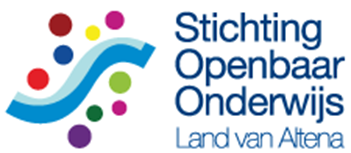 Stichting
Openbaar
Onderwijs
Land van Altena